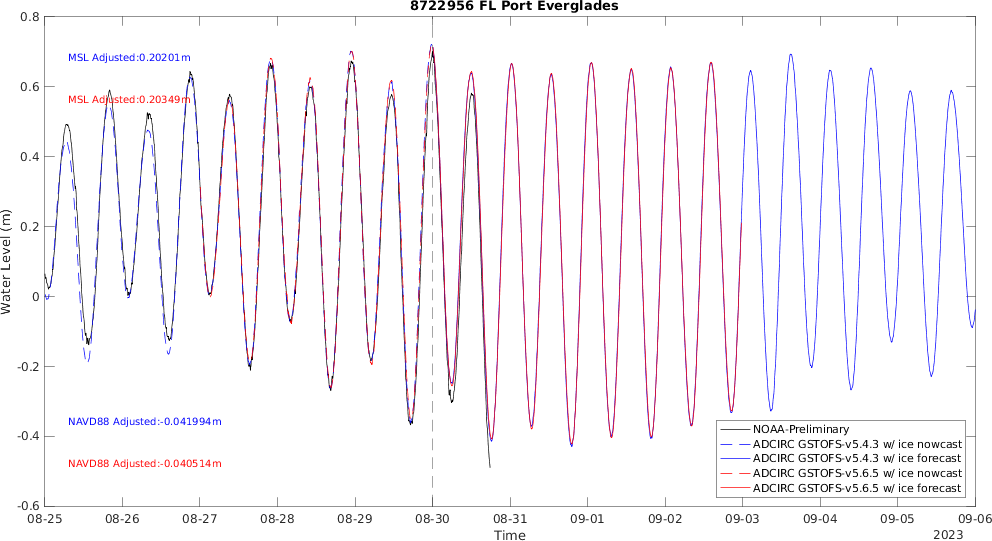 8722956 FL Port Everglades
0.8
0.6
0.4
0.2
0
-0.2
-0.4
-0.6
Water Level (m)
MSL Adjusted:0.20201m
MSL Adjusted:0.20349m
NAVD88 Adjusted:-0.041994m
NAVD88 Adjusted:-0.040514m
NOAA-Preliminary
ADCIRC GSTOFS-v5.4.3 w/ ice nowcast
ADCIRC GSTOFS-v5.4.3 w/ ice forecast
ADCIRC GSTOFS-v5.6.5 w/ ice nowcast
ADCIRC GSTOFS-v5.6.5 w/ ice forecast
08-25 08-26 08-27 08-28 08-29 08-30 08-31 09-01 09-02 09-03 09-04 09-05 09-06
Time
2023